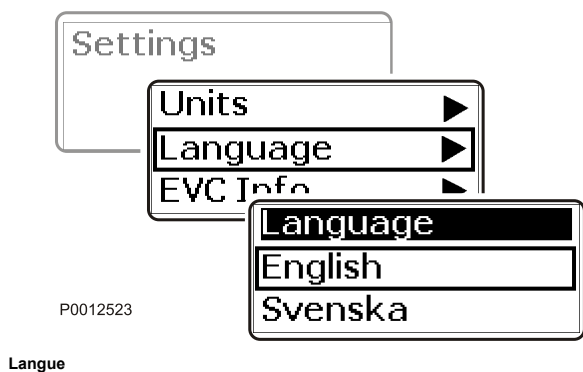 Settings
Units
Language
EVC Info
Language
English
Svenska
P0012523
Langue